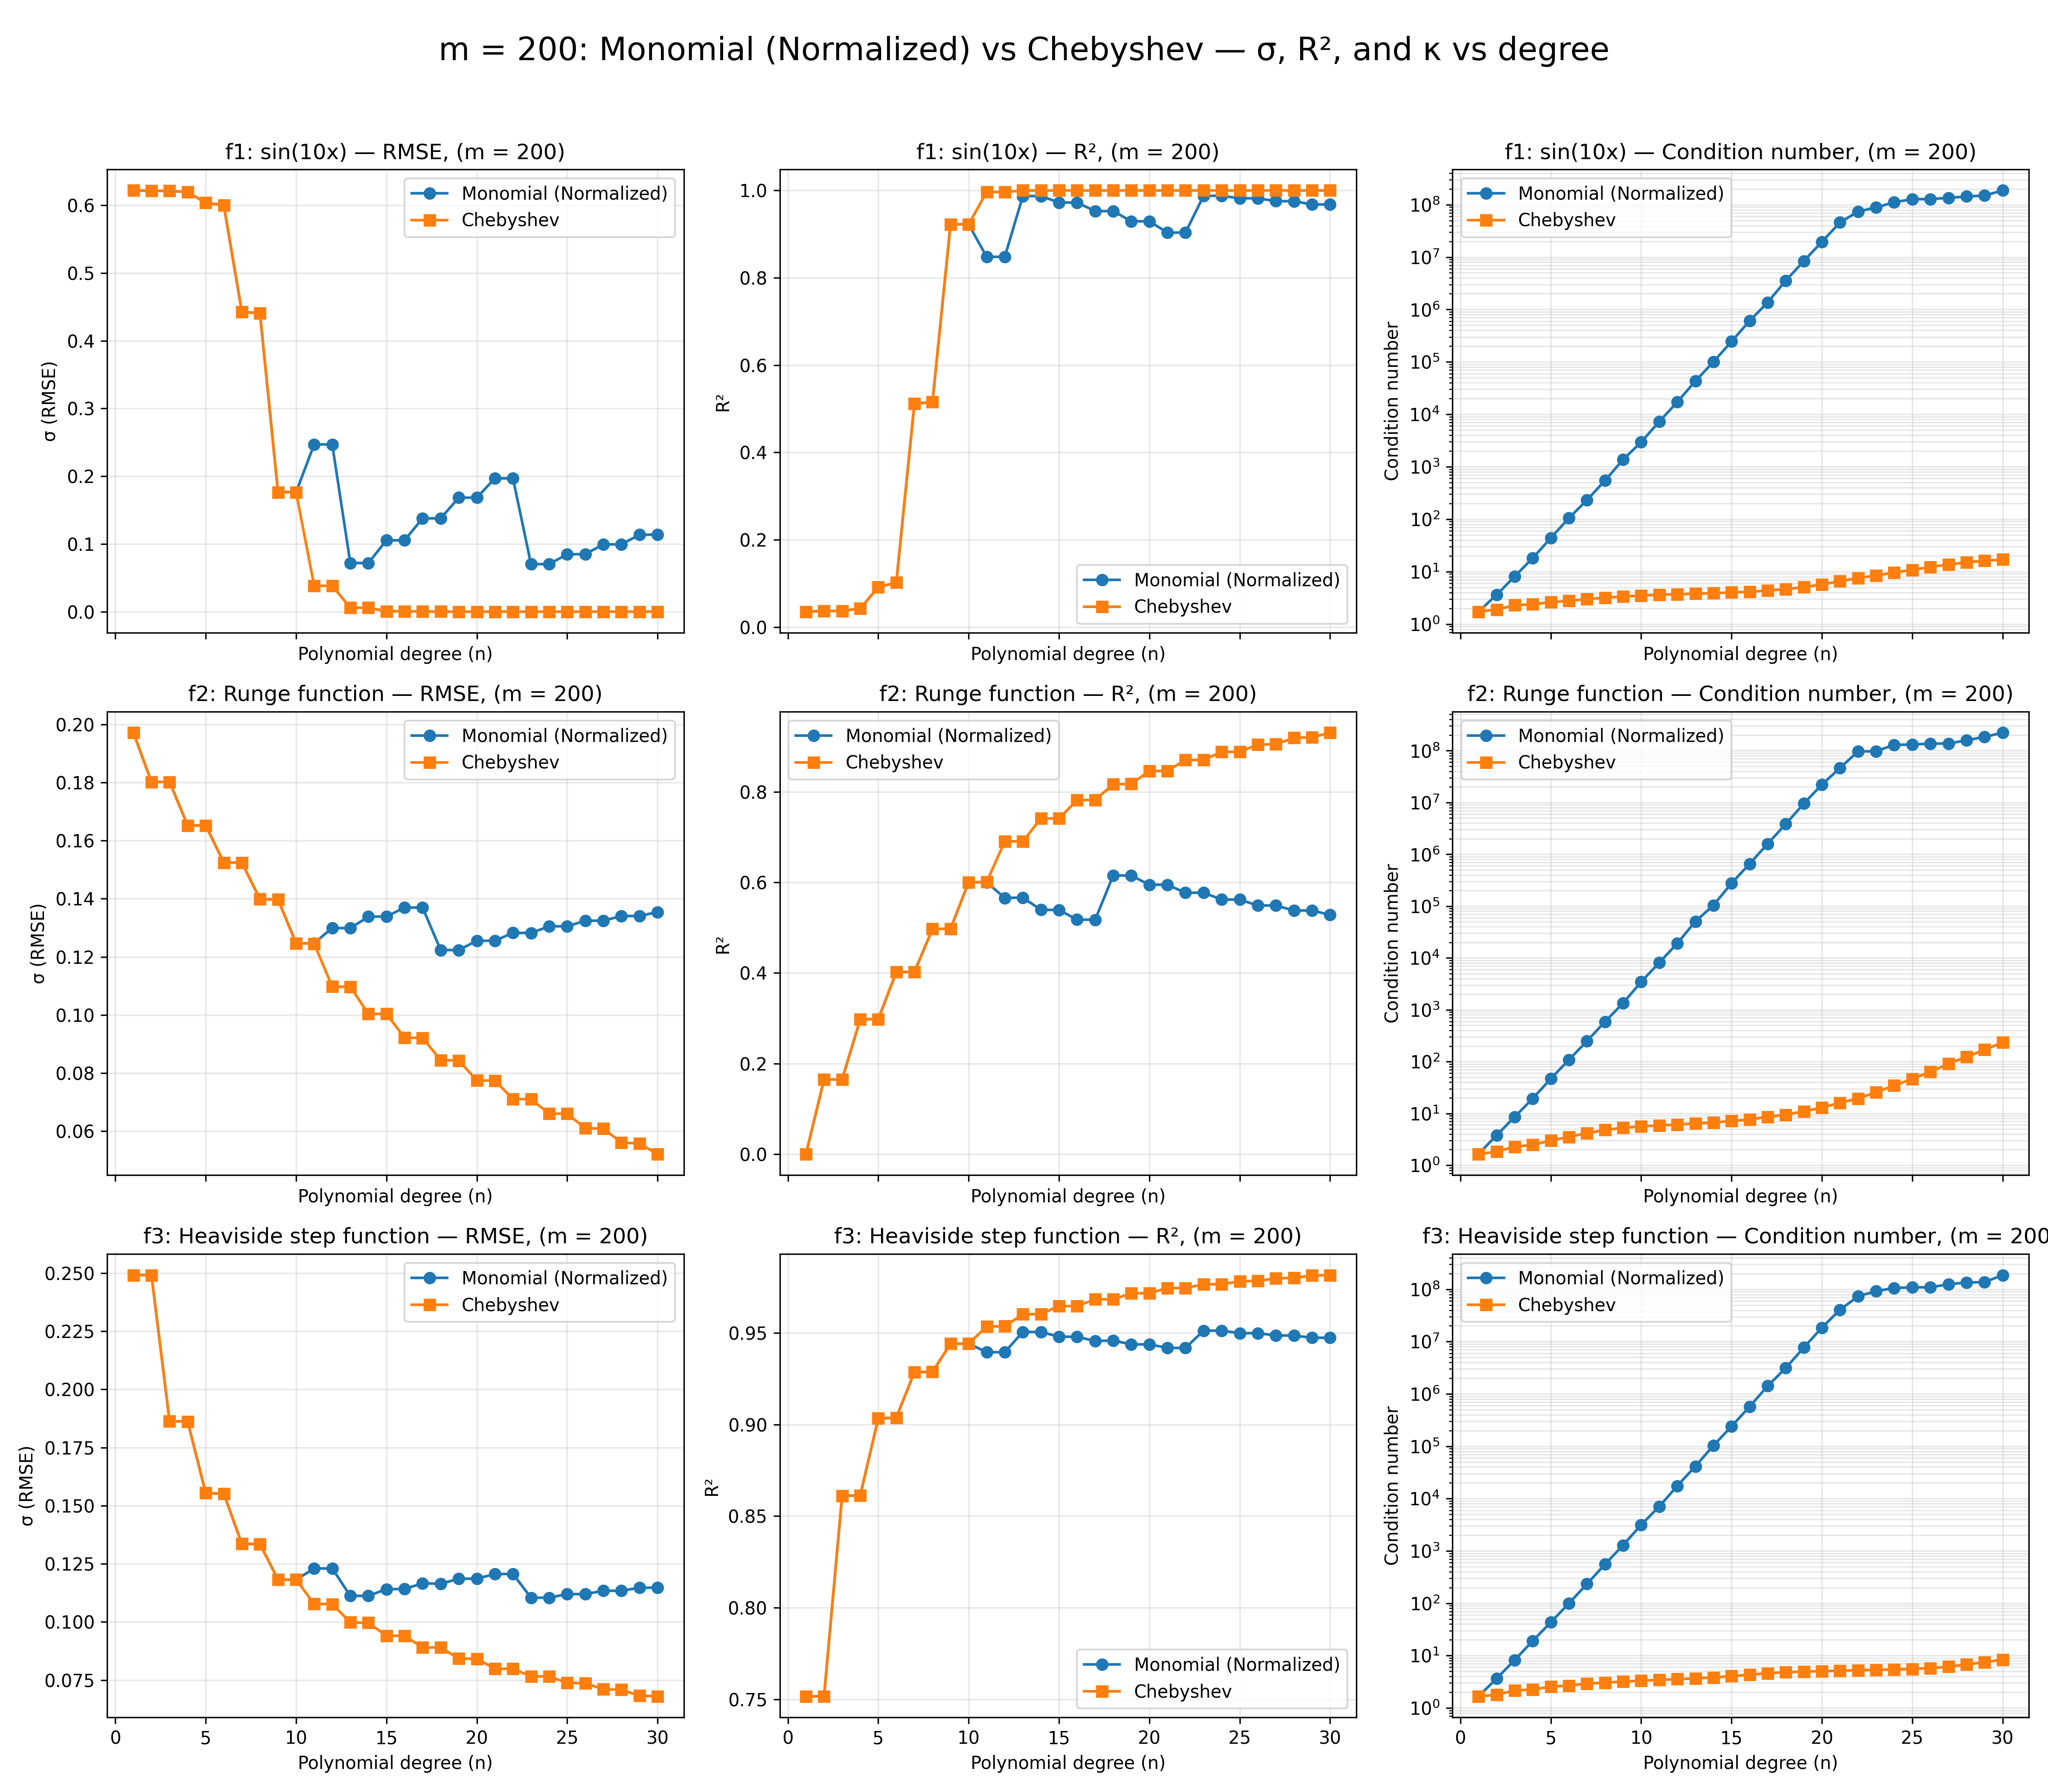 m = 200: Monomial (Normalized) vs Chebyshev — σ, R², and κ vs degree
f1: sin(10x) — RMSE, (m = 200)
σ (RMSE)
0.6
0.5
0.4
0.3
0.2
0.1
0.0
Monomial (Normalized)
Chebyshev
Polynomial degree (n)
f1: sin(10x) — R², (m = 200)
R²
1.0
0.8
0.6
0.4
0.2
0.0
Monomial (Normalized)
Chebyshev
Polynomial degree (n)
f1: sin(10x) — Condition number, (m = 200)
Condition number
10⁸
10⁷
10⁶
10⁵
10⁴
10³
10²
10¹
10⁰
Monomial (Normalized)
Chebyshev
Polynomial degree (n)
f2: Runge function — RMSE, (m = 200)
σ (RMSE)
0.20
0.18
0.16
0.14
0.12
0.10
0.08
0.06
Monomial (Normalized)
Chebyshev
Polynomial degree (n)
f2: Runge function — R², (m = 200)
R²
0.8
0.6
0.4
0.2
0.0
Monomial (Normalized)
Chebyshev
Polynomial degree (n)
f2: Runge function — Condition number, (m = 200)
Condition number
10⁸
10⁷
10⁶
10⁵
10⁴
10³
10²
10¹
10⁰
Monomial (Normalized)
Chebyshev
Polynomial degree (n)
f3: Heaviside step function — RMSE, (m = 200)
σ (RMSE)
0.250
0.225
0.200
0.175
0.150
0.125
0.100
0.075
Monomial (Normalized)
Chebyshev
0 5 10 15 20 25 30
Polynomial degree (n)
f3: Heaviside step function — R², (m = 200)
R²
0.95
0.90
0.85
0.80
0.75
Monomial (Normalized)
Chebyshev
0 5 10 15 20 25 30
Polynomial degree (n)
f3: Heaviside step function — Condition number, (m = 200
Condition number
10⁸
10⁷
10⁶
10⁵
10⁴
10³
10²
10¹
10⁰
Monomial (Normalized)
Chebyshev
0 5 10 15 20 25 30
Polynomial degree (n)